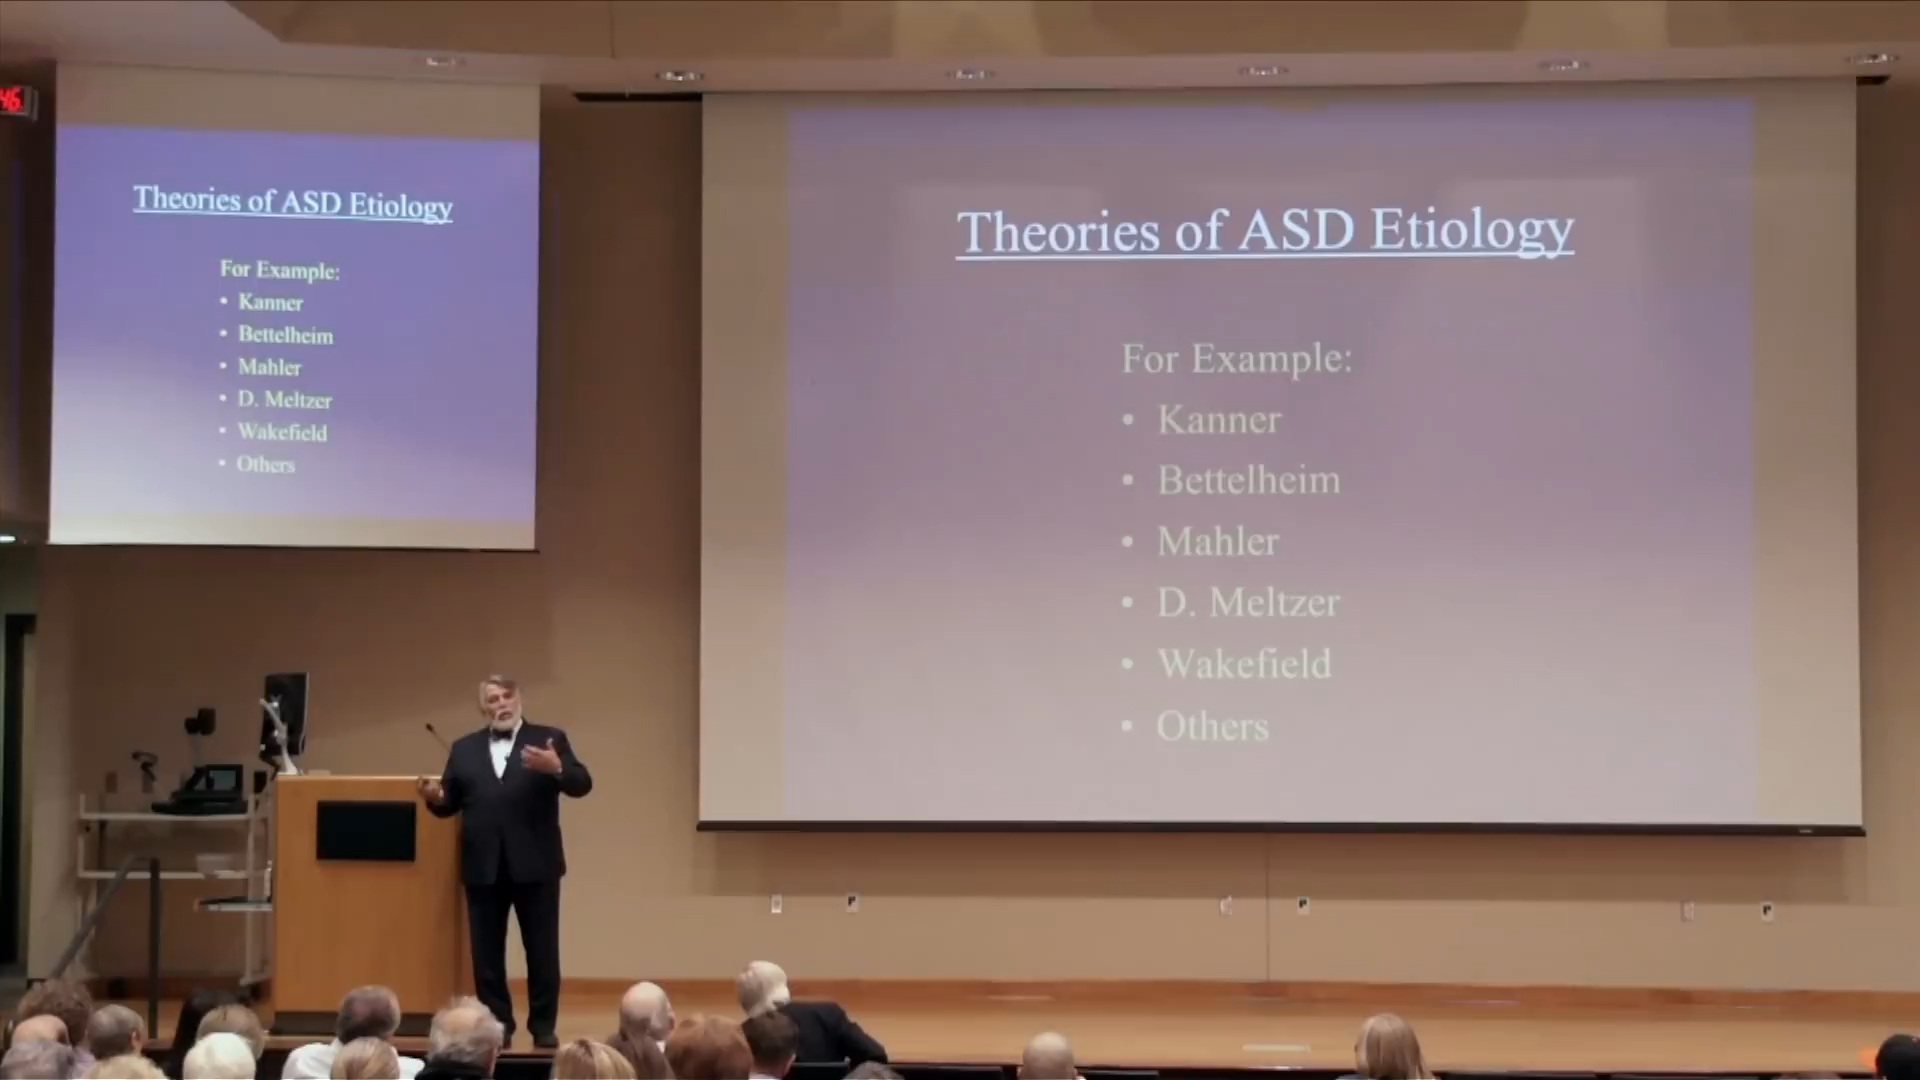 46
Theories of ASD Etiology
For Example:
• Kanner
• Bettelheim
• Mahler
• D. Meltzer
• Wakefield
• Others
Theories of ASD Etiology
For Example:
• Kanner
• Bettelheim
• Mahler
• D. Meltzer
• Wakefield
• Others